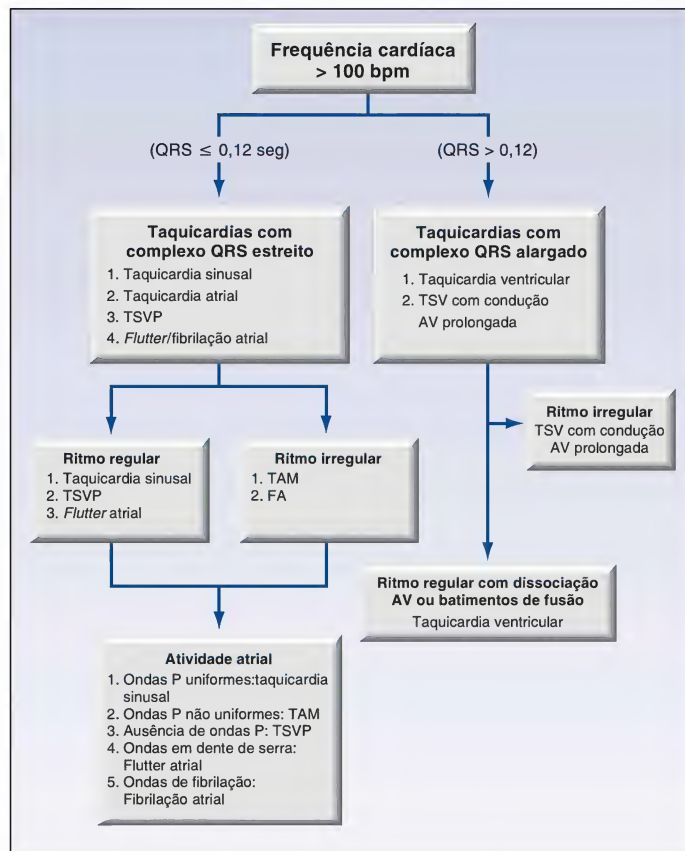 Frequência cardíaca
> 100 bpm
(QRS ≤ 0,12 seg)
(QRS > 0,12)
Taquicardias com
complexo QRS estreito
1. Taquicardia sinusal
2. Taquicardia atrial
3. TSVP
4. Flutter/fibrilação atrial
Taquicardias com
complexo QRS alargado
1. Taquicardia ventricular
2. TSV com condução
AV prolongada
Ritmo regular
1. Taquicardia sinusal
2. TSVP
3. Flutter atrial
Ritmo irregular
1. TAM
2. FA
Ritmo irregular
TSV com condução
AV prolongada
Ritmo regular com dissociação
AV ou batimentos de fusão
Taquicardia ventricular
Atividade atrial
1. Ondas P uniformes:taquicardia
sinusal
2. Ondas P não uniformes: TAM
3. Ausência de ondas P: TSVP
4. Ondas em dente de serra:
Flutter atrial
5. Ondas de fibrilação:
Fibrilação atrial